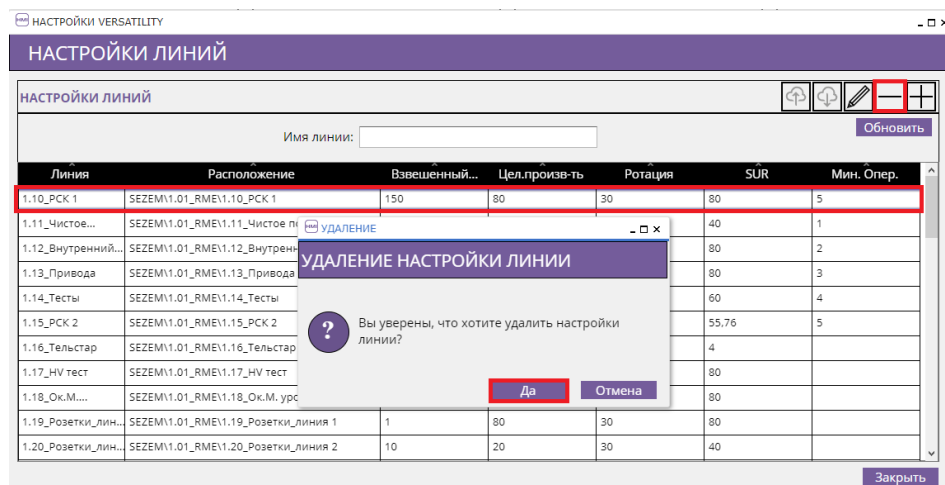 НАСТРОЙКИ VERSATILITY
НАСТРОЙКИ ЛИНИЙ
НАСТРОЙКИ ЛИНИЙ
Имя линии:
Обновить
Линия Расположение Взвешенный... Цел.произв-ть Ротация SUR Мин. Опер.
1.10_РСК 1 SEZEM\1.01_RME\1.10_РСК 1 150 80 30 80 5
1.11_Чистое... SEZEM\1.01_RME\1.11_Чистое 40 1
1.12_Внутренний... SEZEM\1.01_RME\1.12_Внутрен 80 2
1.13_Привода SEZEM\1.01_RME\1.13_Привода 80 3
1.14_Тесты SEZEM\1.01_RME\1.14_Тесты 60 4
1.15_РСК 2 SEZEM\1.01_RME\1.15_РСК 2 55,76 5
1.16_Тельстар SEZEM\1.01_RME\1.16_Тельстар 4
1.17_HV тест SEZEM\1.01_RME\1.17_HV тест 80
1.18_Ок.М.... SEZEM\1.01_RME\1.18_Ок.М. 80
1.19_Розетки_лин... SEZEM\1.01_RME\1.19_Розетки_линия 1 1 80 30 80
1.20_Розетки_лин... SEZEM\1.01_RME\1.20_Розетки_линия 2 10 20 30 40
УДАЛЕНИЕ
УДАЛЕНИЕ НАСТРОЙКИ ЛИНИИ
Вы уверены, что хотите удалить настройки
линии?
Да Отмена
Закрыть